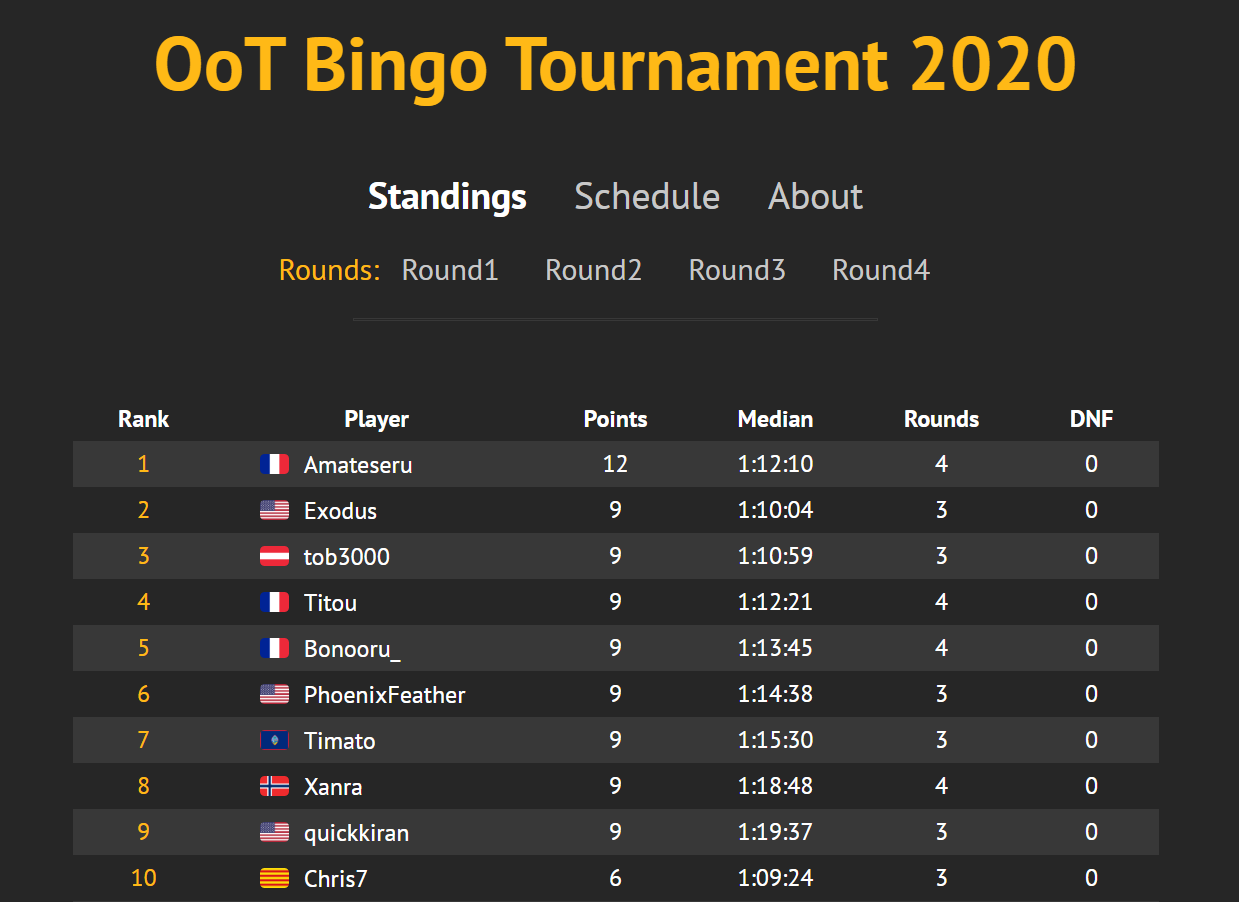 OoT Bingo Tournament 2020
Standings Schedule About
Rounds: Round1 Round2 Round3 Round4
Rank Player Points Median Rounds DNF
1 Amateseru 12 1:12:10 4 0
2 Exodus 9 1:10:04 3 0
3 tob3000 9 1:10:59 3 0
4 Titou 9 1:12:21 4 0
5 Bonooru_ 9 1:13:45 4 0
6 PhoenixFeather 9 1:14:38 3 0
7 Timato 9 1:15:30 3 0
8 Xanra 9 1:18:48 4 0
9 quickkiran 9 1:19:37 3 0
10 Chris7 6 1:09:24 3 0